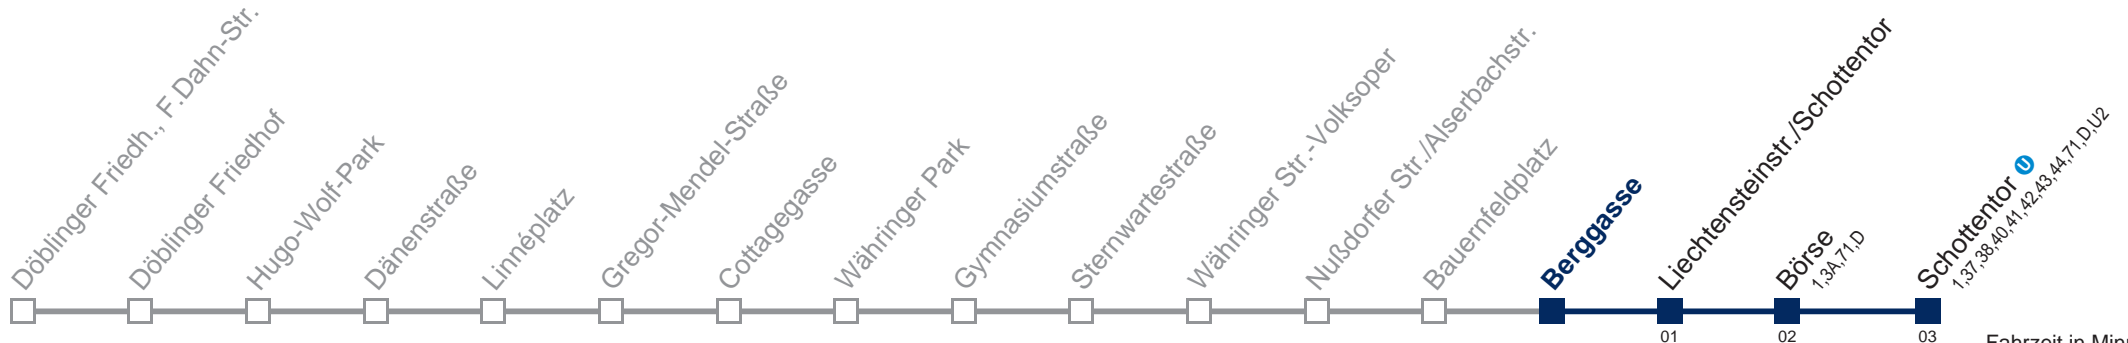 Döblinger Friedh., F.Dahn-Str.
Döblinger Friedhof
Hugo-Wolf-Park
Dänenstraße
Linnéplatz
Gregor-Mendel-Straße
Cottagegasse
Währinger Park
Gymnasiumstraße
Sternwartestraße
Währinger Str.-Volksoper
Nußdorfer Str./Alserbachstr.
Bauernfeldplatz
Berggasse
Liechtensteinstr./Schottentor
Börse
1,3A,71,D
Schottentor U
1,37,38,40,41,42,43,44,71,D,U2
01
02
03
Fahrzeit in